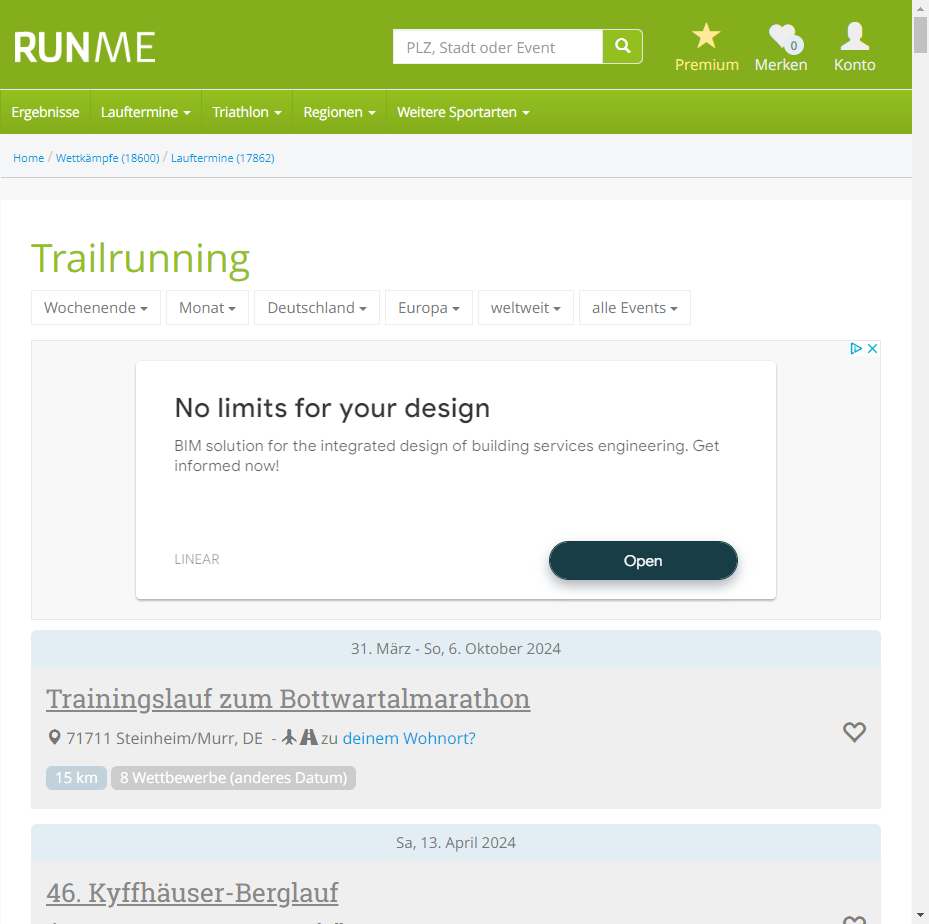 RUNME
PLZ, Stadt oder Event
Premium
0
Merken
Konto
Ergebnisse
Lauftermine
Triathlon
Regionen
Weitere Sportarten
Home / Wettkämpfe (18600) / Lauftermine (17862)
Trailrunning
Wochenende
Monat
Deutschland
Europa
weltweit
alle Events
No limits for your design
BIM solution for the integrated design of building services engineering. Get
informed now!
LINEAR
Open
31. März - So, 6. Oktober 2024
Trainingslauf zum Bottwartalmarathon
71711 Steinheim/Murr, DE - zu deinem Wohnort?
15 km
8 Wettbewerbe (anderes Datum)
Sa, 13. April 2024
46. Kyffhäuser-Berglauf